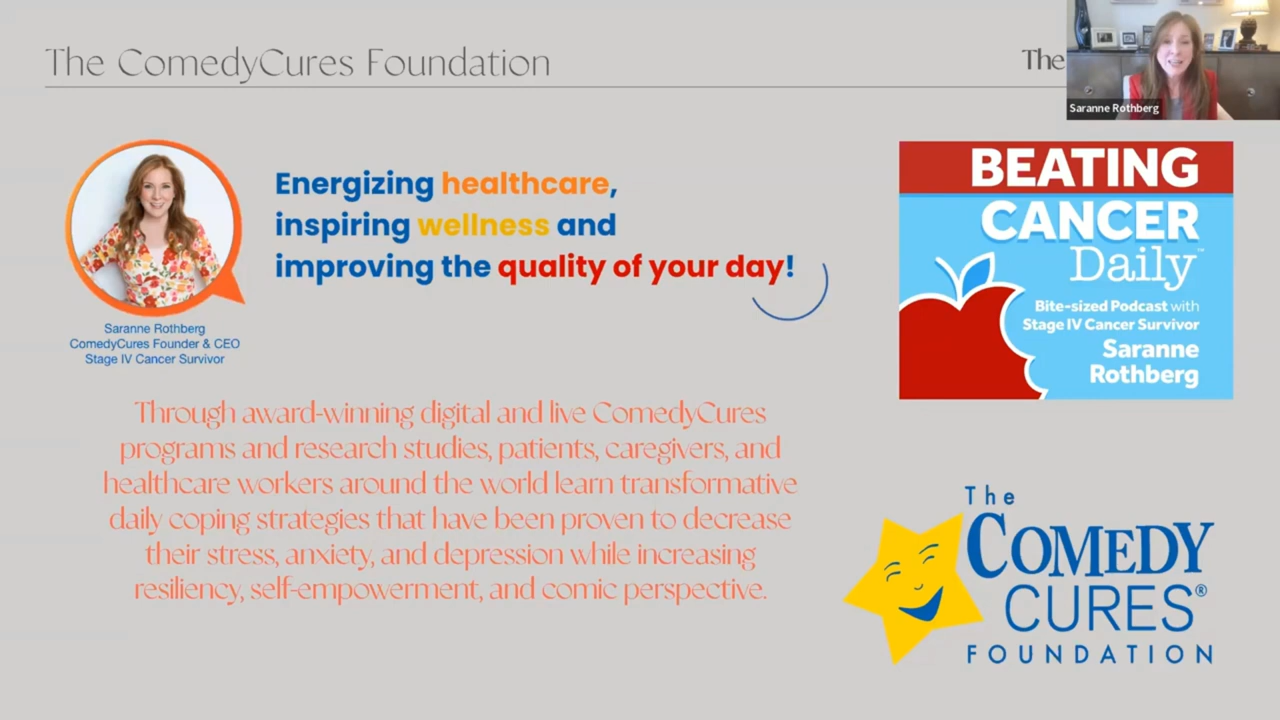 The ComedyCures Foundation
The
Saranne Rothberg
Energizing healthcare,
inspiring wellness and
improving the quality of your day!
Saranne Rothberg
ComedyCures Founder & CEO
Stage IV Cancer Survivor
BEATING
CANCER
Daily™
Bite-sized Podcast with
Stage IV Cancer Survivor
Saranne
Rothberg
Through award-winning digital and live ComedyCures
programs and research studies, patients, caregivers, and
healthcare workers around the world learn transformative
daily coping strategies that have been proven to decrease
their stress, anxiety, and depression while increasing
resiliency, self-empowerment, and comic perspective.
The
COMEDY
CURES®
FOUNDATION